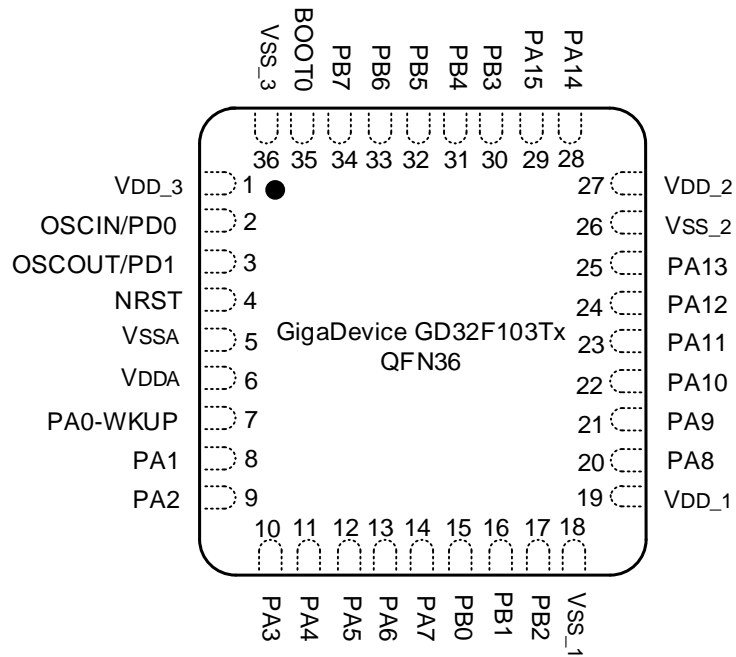 VSS_3
BOOT0
PB7
PB6
PB5
PB4
PB3
PA15
PA14
36 35 34 33 32 31 30 29 28
VDD_3 1
OSCIN/PD0 2
OSCOUT/PD1 3
NRST 4
VSSA 5
VDDA 6
PA0-WKUP 7
PA1 8
PA2 9
GigaDevice GD32F103Tx
QFN36
27 VDD_2
26 VSS_2
25 PA13
24 PA12
23 PA11
22 PA10
21 PA9
20 PA8
19 VDD_1
10 11 12 13 14 15 16 17 18
PA3
PA4
PA5
PA6
PA7
PB0
PB1
PB2
VSS_1